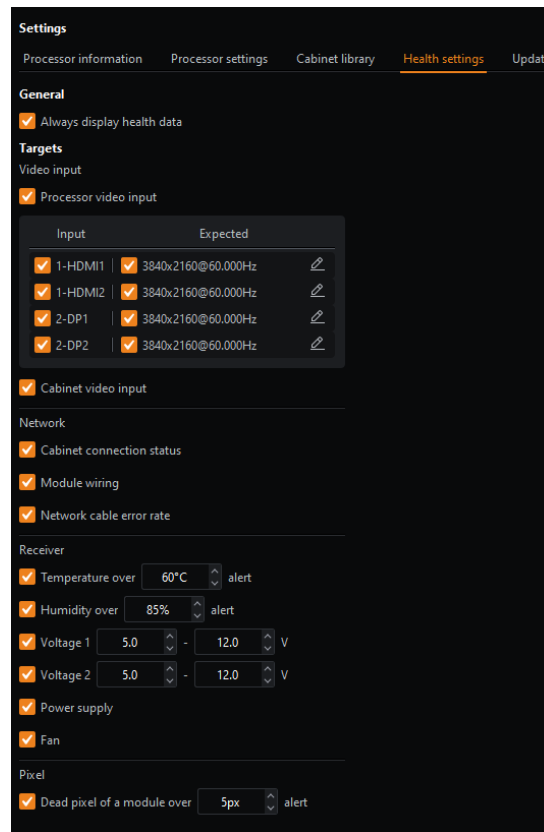 Settings
Processor information Processor settings Cabinet library Health settings Updat
General
Always display health data
Targets
Video input
Processor video input
Input Expected
1-HDMI1 3840x2160@60.000Hz
1-HDMI2 3840x2160@60.000Hz
2-DP1 3840x2160@60.000Hz
2-DP2 3840x2160@60.000Hz
Cabinet video input
Network
Cabinet connection status
Module wiring
Network cable error rate
Receiver
Temperature over 60°C alert
Humidity over 85% alert
Voltage 1 5.0 - 12.0 V
Voltage 2 5.0 - 12.0 V
Power supply
Fan
Pixel
Dead pixel of a module over 5px alert